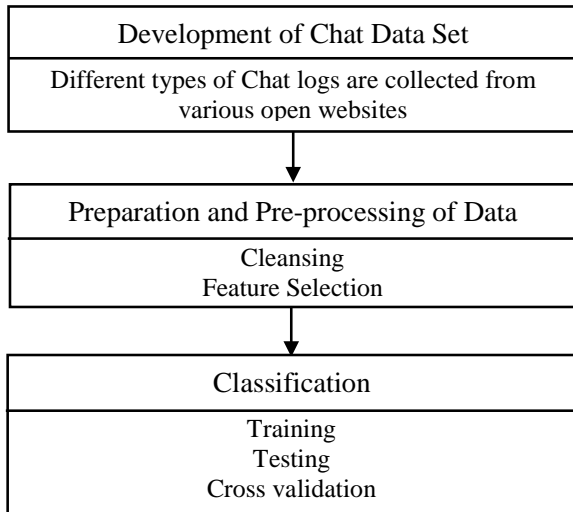 Development of Chat Data Set
Different types of Chat logs are collected from
various open websites
Preparation and Pre-processing of Data
Cleansing
Feature Selection
Classification
Training
Testing
Cross validation